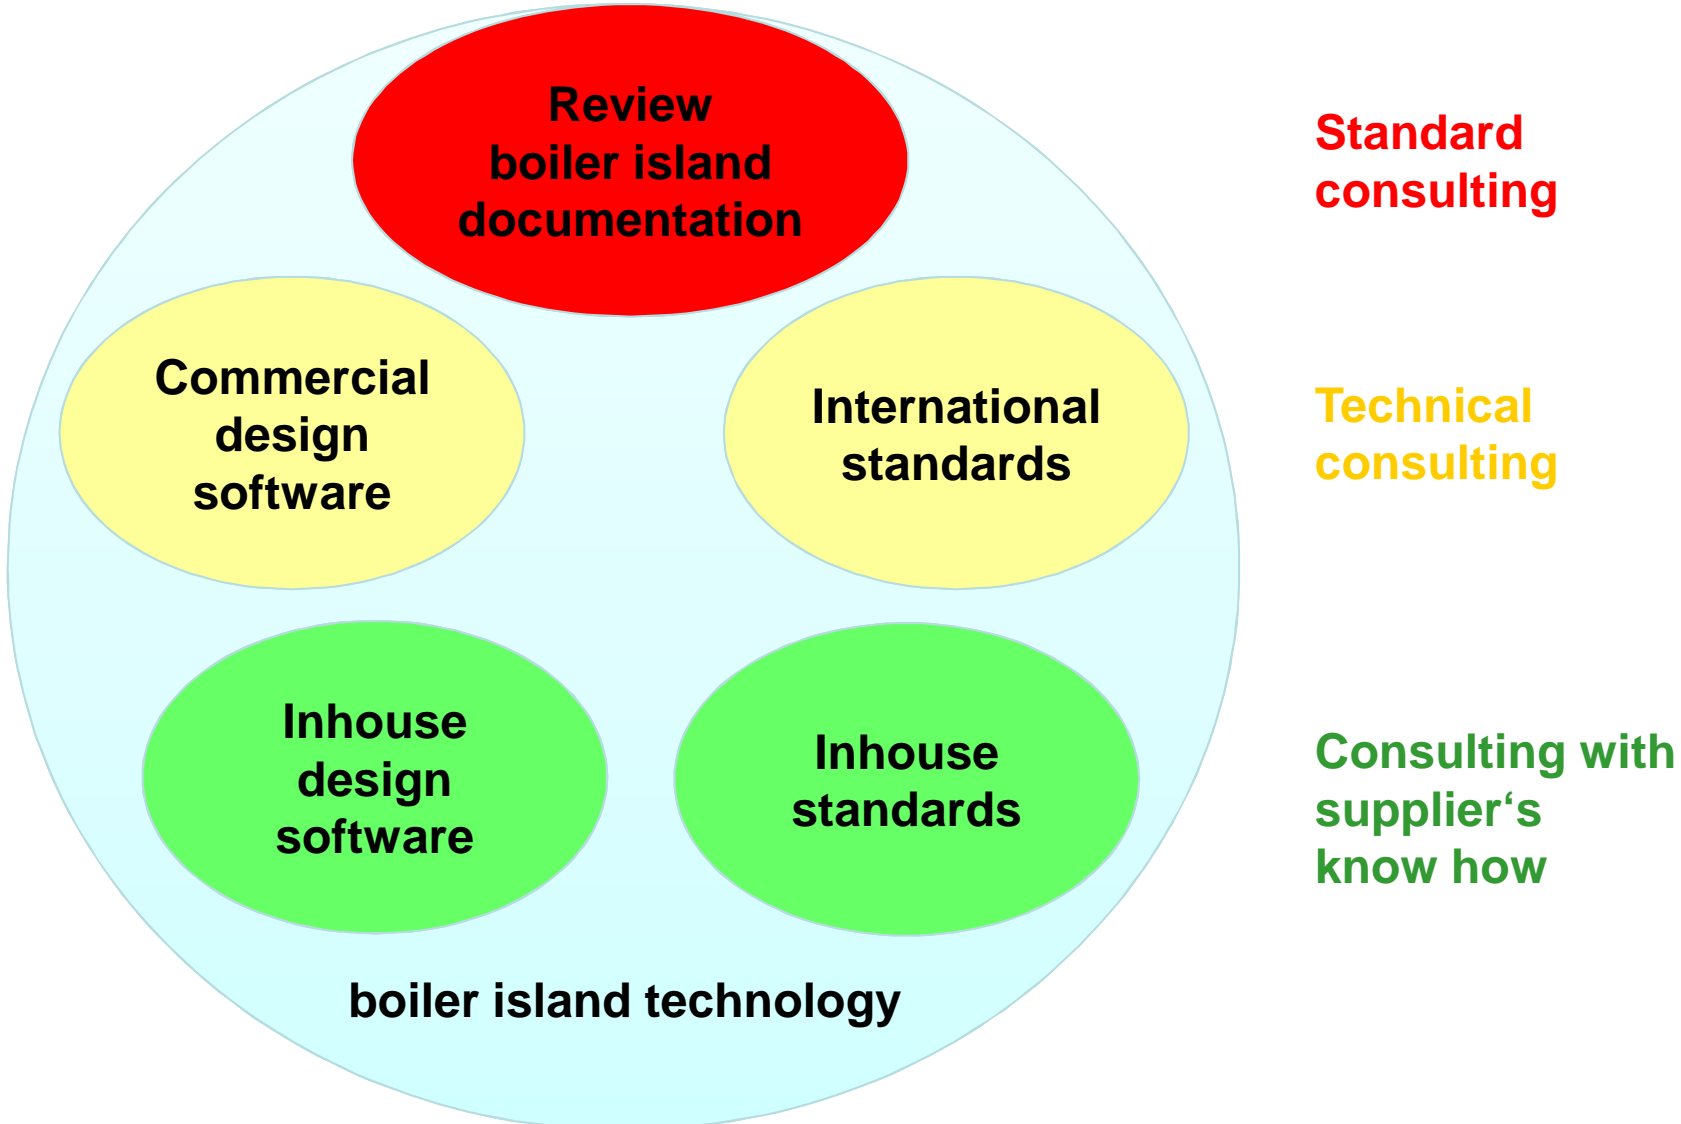 Review
boiler island
documentation
Standard
consulting
Commercial
design
software
International
standards
Technical
consulting
Inhouse
design
software
Inhouse
standards
Consulting with
supplier‘s
know how
boiler island technology